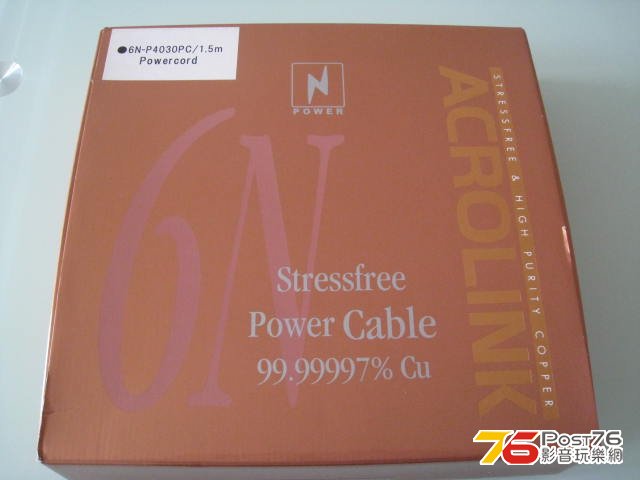 ●6N-P4030PC/1.5m
Powercord
N
POWER
STRESSFREE & HIGH PURITY COPPER
ACROLINK
6N
Stressfree
Power Cable
99.99997% Cu
76 Post76
影音玩樂網